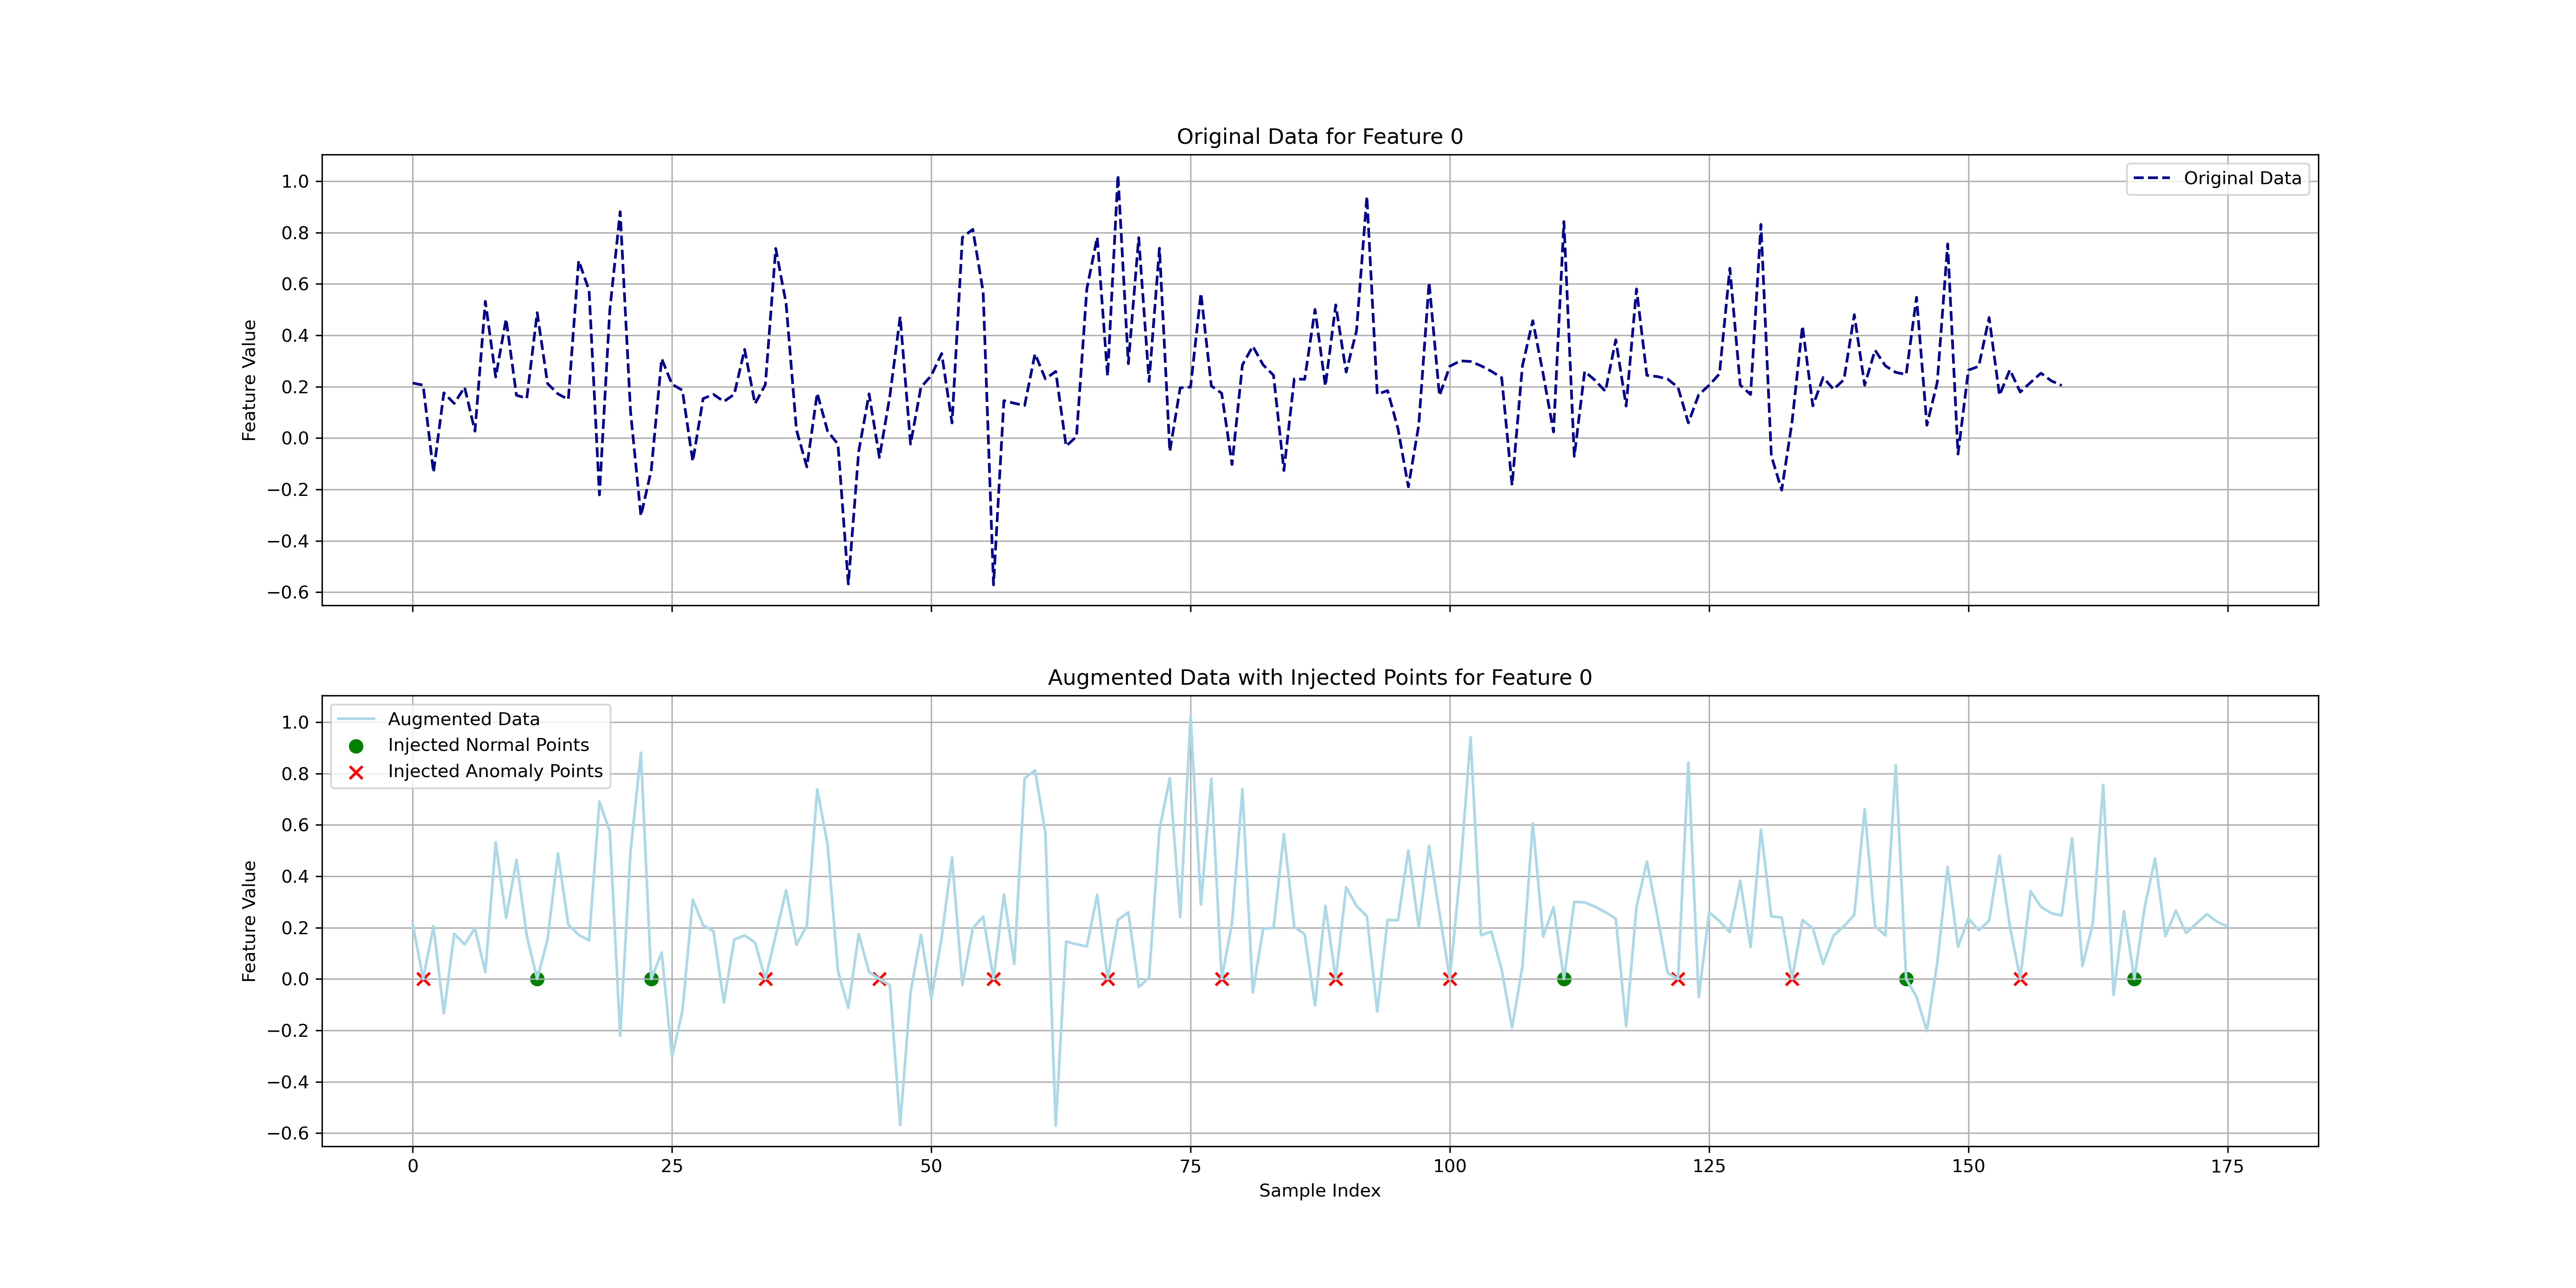 Original Data for Feature 0
Original Data
Feature Value
1.0
0.8
0.6
0.4
0.2
0.0
−0.2
−0.4
−0.6
Augmented Data with Injected Points for Feature 0
Augmented Data
Injected Normal Points
Injected Anomaly Points
Feature Value
1.0
0.8
0.6
0.4
0.2
0.0
−0.2
−0.4
−0.6
0 25 50 75 100 125 150 175
Sample Index